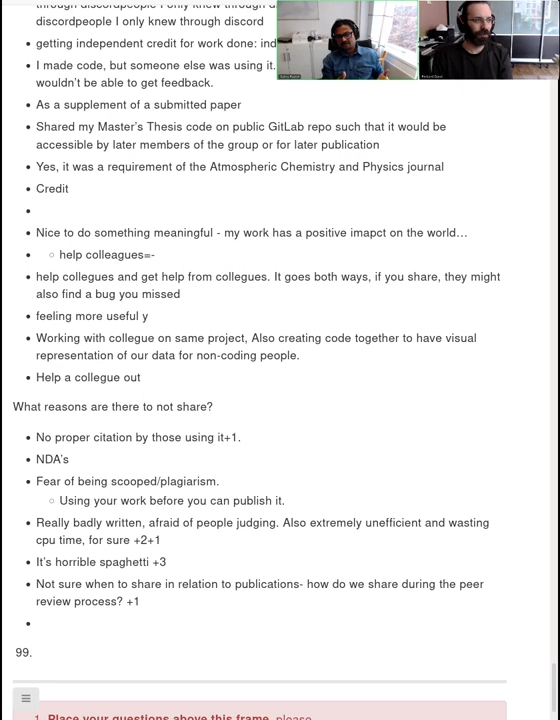 through discordpeople I only knew through d
discordpeople I only knew through discord
getting independent credit for work done: ind
I made code, but someone else was using it.
wouldn't be able to get feedback.
As a supplement of a submitted paper
Shared my Master's Thesis code on public GitLab repo such that it would be
accessible by later members of the group or for later publication
Yes, it was a requirement of the Atmospheric Chemistry and Physics journal
Credit
Nice to do something meaningful - my work has a positive imapct on the world…
help colleagues=-
help collegues and get help from collegues. It goes both ways, if you share, they might
also find a bug you missed
feeling more useful y
Working with collegue on same project, Also creating code together to have visual
representation of our data for non-coding people.
Help a collegue out
What reasons are there to not share?
No proper citation by those using it+1.
NDA's
Fear of being scooped/plagiarism.
Using your work before you can publish it.
Really badly written, afraid of people judging. Also extremely unefficient and wasting
cpu time, for sure +2+1
It's horrible spaghetti +3
Not sure when to share in relation to publications- how do we share during the peer
review process? +1
99.
1. Place your questions above this frame, please